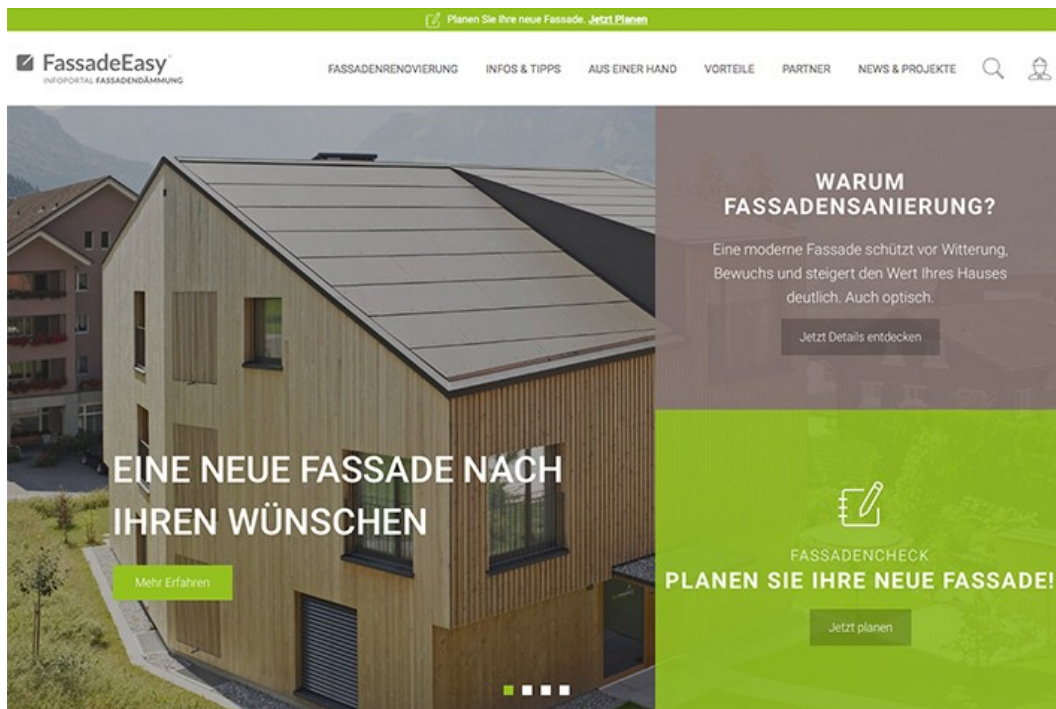 Planen Sie Ihre neue Fassade. Jetzt Planen
FassadeEasy
INFOPORTAL FASSADENDÄMMUNG
FASSADENRENOVIERUNG INFOS & TIPPS AUS EINER HAND VORTEILE PARTNER NEWS & PROJEKTE
EINE NEUE FASSADE NACH
IHREN WÜNSCHEN
Mehr Erfahren
WARUM
FASSADENSANIERUNG?
Eine moderne Fassade schützt vor Witterung,
Bewuchs und steigert den Wert Ihres Hauses
deutlich. Auch optisch.
Jetzt Details entdecken
FASSADENCHECK
PLANEN SIE IHRE NEUE FASSADE!
Jetzt planen